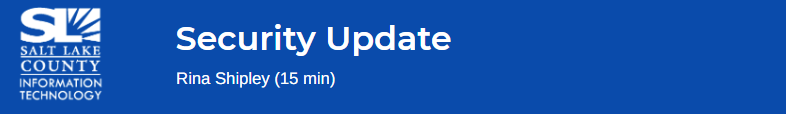 SL
SALT LAKE
COUNTY
INFORMATION
TECHNOLOGY
Security Update
Rina Shipley (15 min)